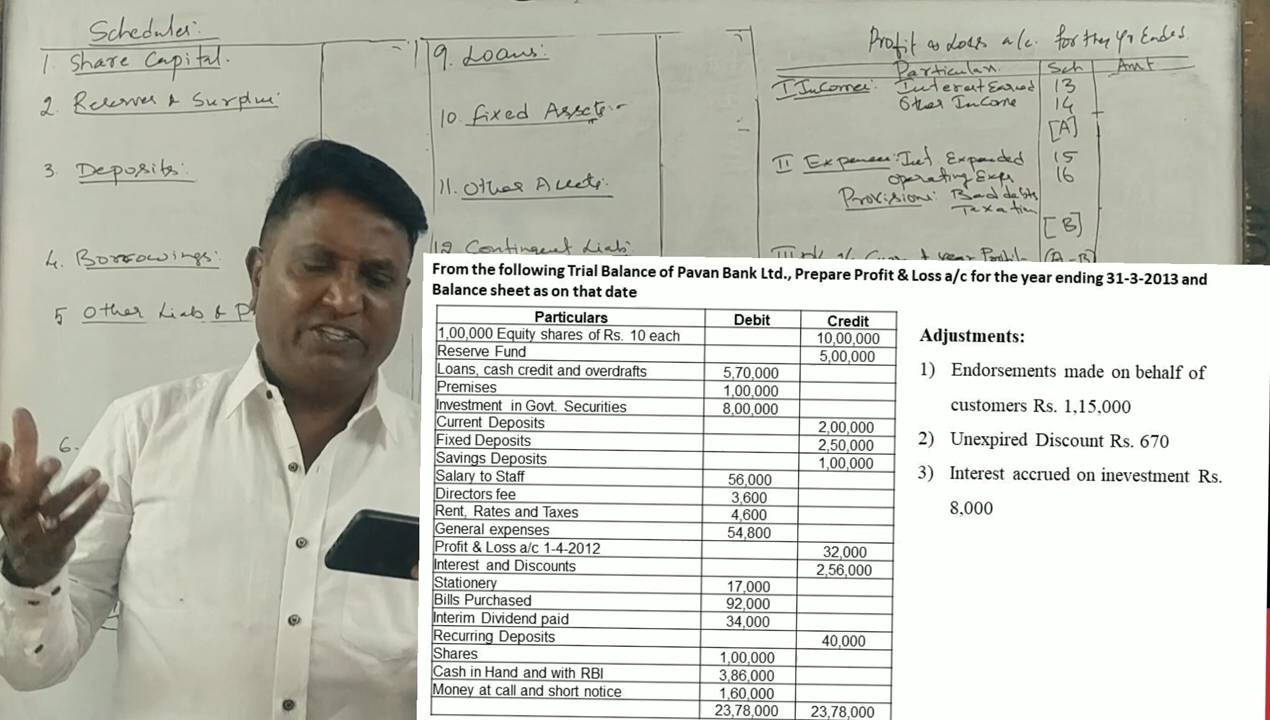 Schedules:
1. Share Capital.
2. Reserves & Surplus:
3. Deposits:
4. Borrowings:
5 Other Liabs &
6.
9. Loans:
10. Fixed Assets:-
11. Other Assets:
12. Contingent Liab:
Profit & Loss a/c. for the Yr Ended.
Particulars Sch Amt
I Incomes: Interest Earned 13
Other Income 14
[A]
II Expenses: Int. Expended 15
Operating Exps 16
Provisions: Bad debts
Taxation
[B]
(A-B)
From the following Trial Balance of Pavan Bank Ltd., Prepare Profit & Loss a/c for the year ending 31-3-2013 and
Balance sheet as on that date
Particulars Debit Credit
1,00,000 Equity shares of Rs. 10 each 10,00,000
Reserve Fund 5,00,000
Loans, cash credit and overdrafts 5,70,000
Premises 1,00,000
Investment in Govt. Securities 8,00,000
Current Deposits 2,00,000
Fixed Deposits 2,50,000
Savings Deposits 1,00,000
Salary to Staff 56,000
Directors fee 3,600
Rent, Rates and Taxes 4,600
General expenses 54,800
Profit & Loss a/c 1-4-2012 32,000
Interest and Discounts 2,56,000
Stationery 17,000
Bills Purchased 92,000
Interim Dividend paid 34,000
Recurring Deposits 40,000
Shares 1,00,000
Cash in Hand and with RBI 3,86,000
Money at call and short notice 1,60,000
23,78,000 23,78,000
Adjustments:
1) Endorsements made on behalf of
customers Rs. 1,15,000
2) Unexpired Discount Rs. 670
3) Interest accrued on inevestment Rs.
8,000